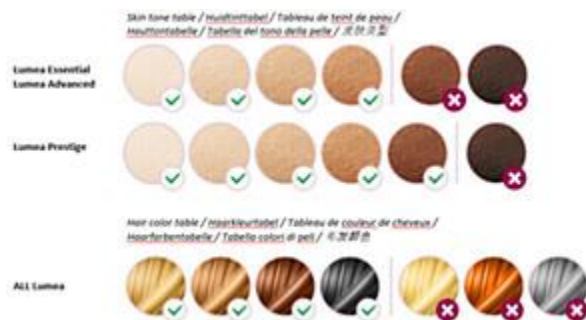 Skin tone table / Huidtinttabel / Tableau de teint de peau /
Hauttontabelle / Tabella del tono della pelle /
Lumea Essential
Lumea Advanced
Lumea Prestige
Hair color table / Haarkleurtabel / Tableau de couleur de cheveux /
Haarfarbentabelle / Tabella colori di peli /
ALL Lumea